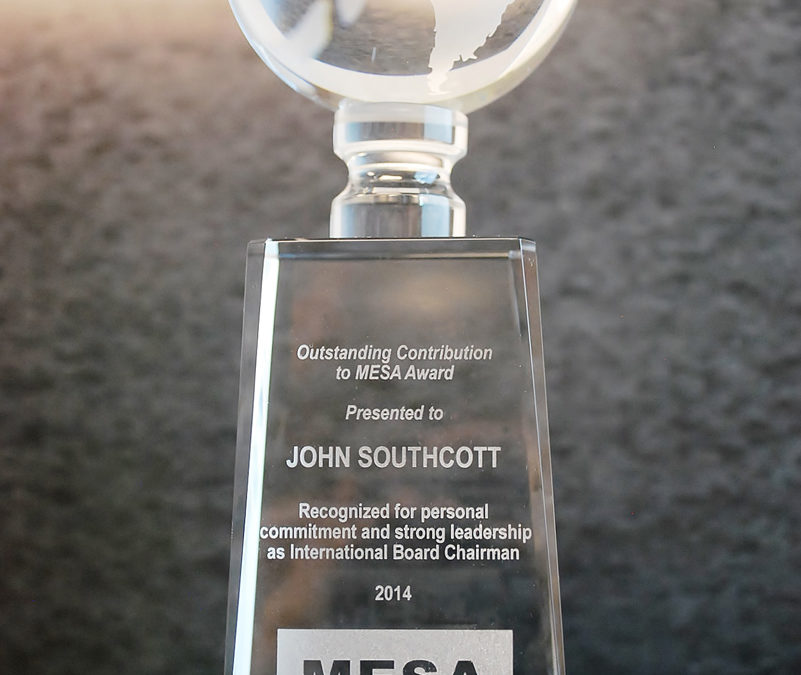 Outstanding Contribution
to MESA Award
Presented to
JOHN SOUTHCOTT
Recognized for personal
commitment and strong leadership
as International Board Chairman
2014
MESA